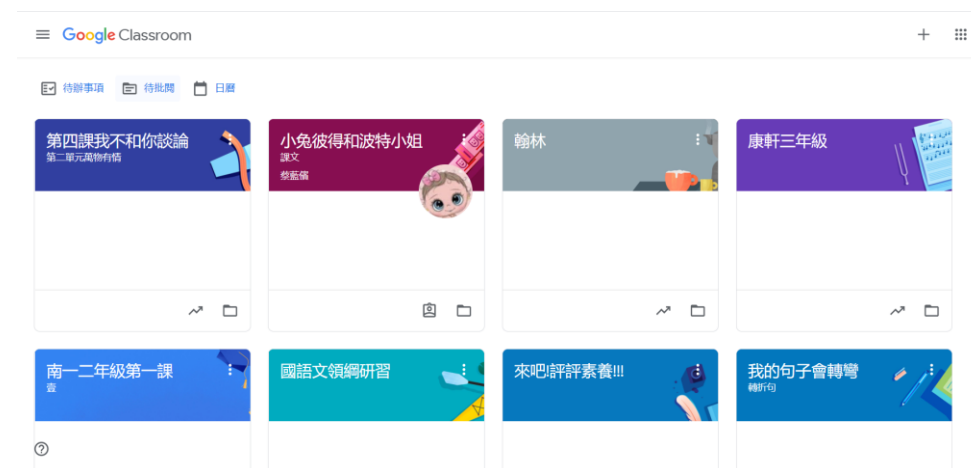 Google Classroom
待辦事項 待批閱 日曆
第四課我不和你談論
第二單元萬物有情
小兔彼得和波特小姐
課文
蔡藍儒
翰林
康軒三年級
南一二年級第一課
壹
國語文領綱研習
來吧!評評素養!!!
我的句子會轉彎
轉折句